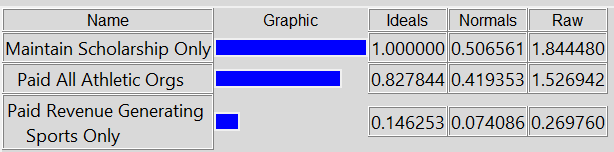 Name Graphic Ideals Normals Raw
Maintain Scholarship Only 1.000000 0.506561 1.844480
Paid All Athletic Orgs 0.827844 0.419353 1.526942
Paid Revenue Generating
Sports Only 0.146253 0.074086 0.269760